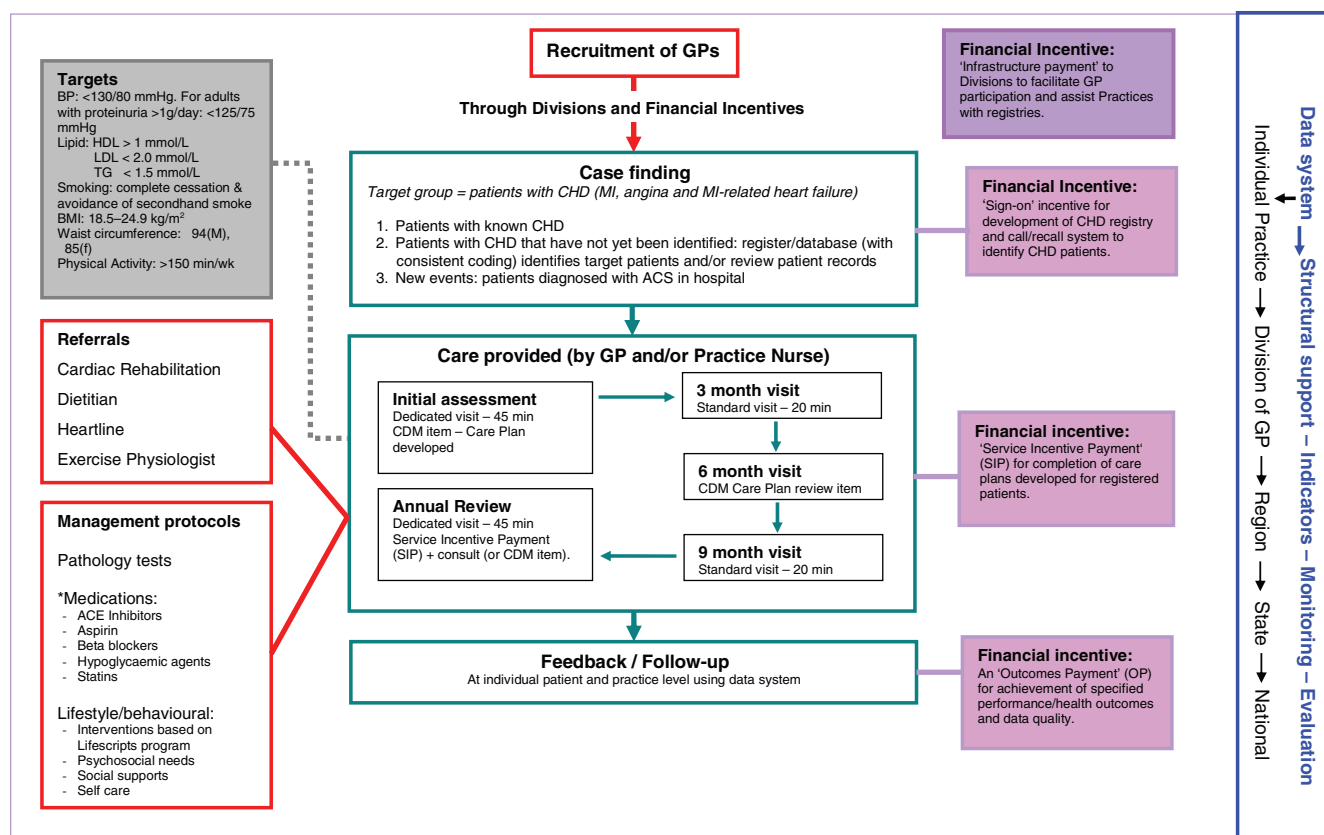 Recruitment of GPs
Through Divisions and Financial Incentives
Targets
BP: <130/80 mmHg. For adults
with proteinuria >1g/day: <125/75
mmHg
Lipid: HDL > 1 mmol/L
LDL < 2.0 mmol/L
TG < 1.5 mmol/L
Smoking: complete cessation &
avoidance of secondhand smoke
BMI: 18.5–24.9 kg/m²
Waist circumference: 94(M),
85(f)
Physical Activity: >150 min/wk
Referrals
Cardiac Rehabilitation
Dietitian
Heartline
Exercise Physiologist
Management protocols
Pathology tests
*Medications:
- ACE Inhibitors
- Aspirin
- Beta blockers
- Hypoglycaemic agents
- Statins
Lifestyle/behavioural:
- Interventions based on
Lifescripts program
- Psychosocial needs
- Social supports
- Self care
Case finding
Target group = patients with CHD (MI, angina and MI-related heart failure)
1. Patients with known CHD
2. Patients with CHD that have not yet been identified: register/database (with
consistent coding) identifies target patients and/or review patient records
3. New events: patients diagnosed with ACS in hospital
Care provided (by GP and/or Practice Nurse)
Initial assessment
Dedicated visit – 45 min
CDM item – Care Plan
developed
3 month visit
Standard visit – 20 min
6 month visit
CDM Care Plan review item
9 month visit
Standard visit – 20 min
Annual Review
Dedicated visit – 45 min
Service Incentive Payment
(SIP) + consult (or CDM item).
Feedback / Follow-up
At individual patient and practice level using data system
Financial Incentive:
‘Infrastructure payment’ to
Divisions to facilitate GP
participation and assist Practices
with registries.
Financial Incentive:
‘Sign-on’ incentive for
development of CHD registry
and call/recall system to
identify CHD patients.
Financial incentive:
‘Service Incentive Payment‘
(SIP) for completion of care
plans developed for registered
patients.
Financial incentive:
An ‘Outcomes Payment’ (OP)
for achievement of specified
performance/health outcomes
and data quality.
Data system → Structural support – Indicators – Monitoring – Evaluation
Individual Practice → Division of GP → Region → State → National